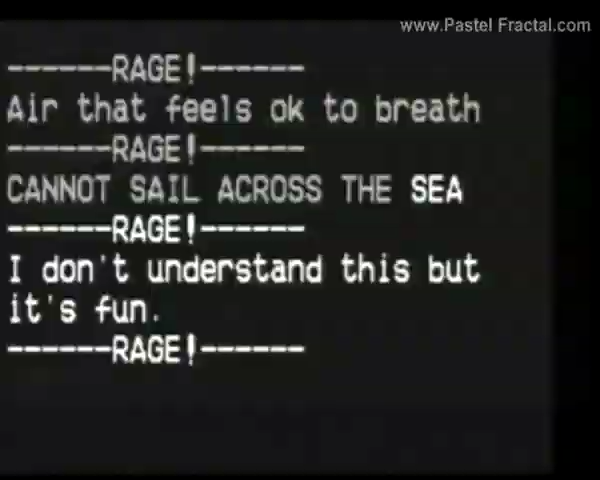 www.Pastel Fractal.com
------RAGE!------
Air that feels ok to breath
------RAGE!------
CANNOT SAIL ACROSS THE SEA
------RAGE!------
I don't understand this but
it's fun.
------RAGE!------